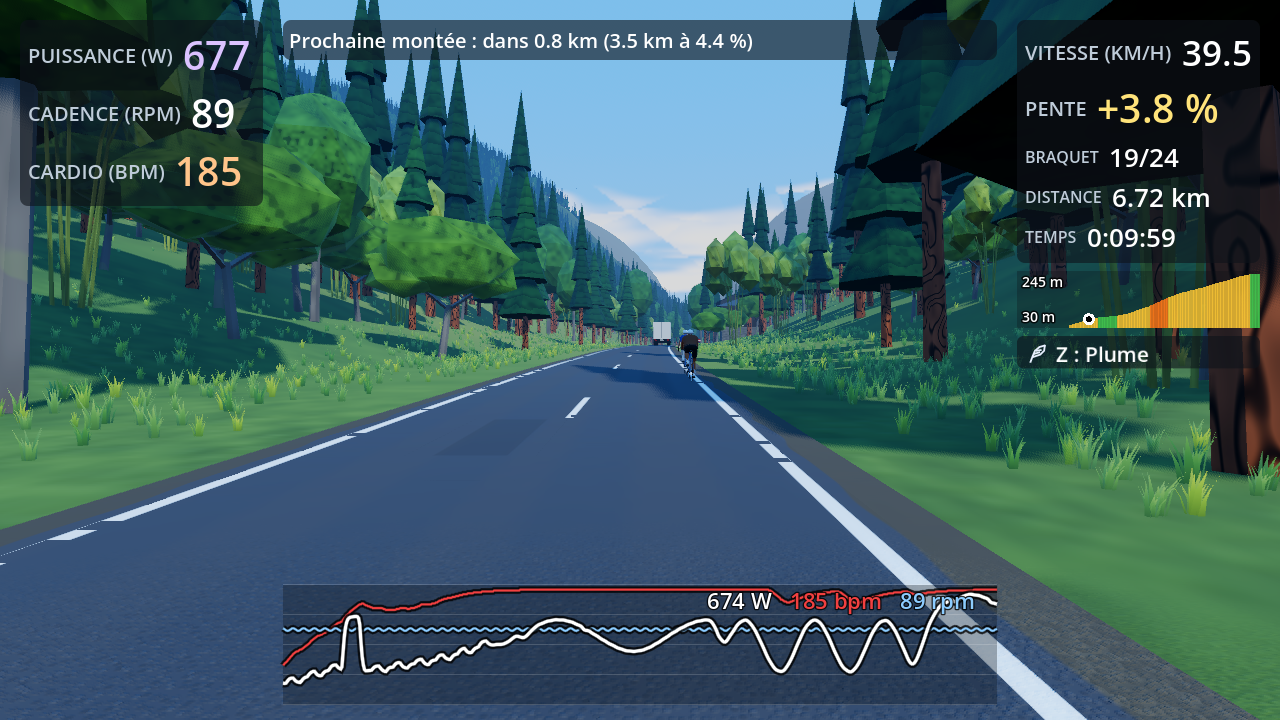 PUISSANCE (W) 677
CADENCE (RPM) 89
CARDIO (BPM) 185
Prochaine montée : dans 0.8 km (3.5 km à 4.4 %)
VITESSE (KM/H) 39.5
PENTE +3.8 %
BRAQUET 19/24
DISTANCE 6.72 km
TEMPS 0:09:59
245 m
30 m
Z : Plume
674 W 185 bpm 89 rpm